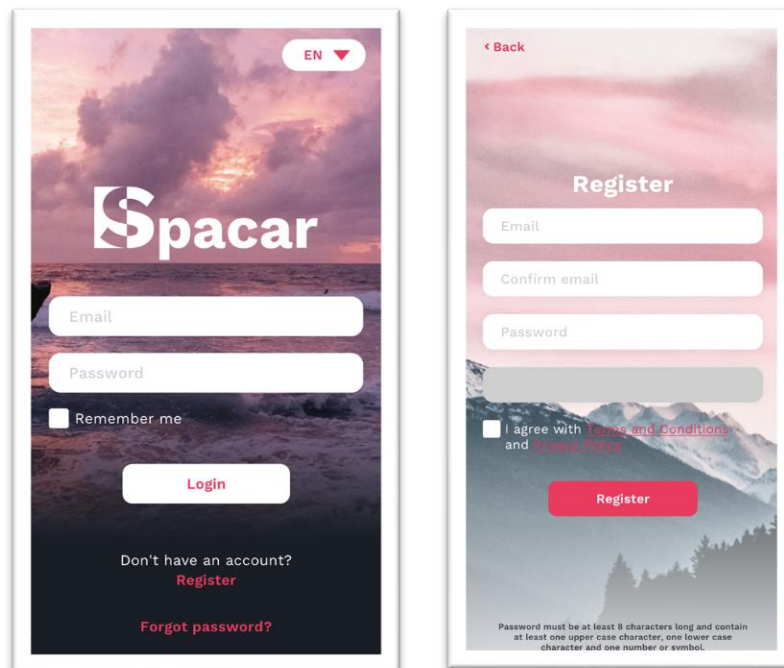 EN
Spacar
Email
Password
Remember me
Login
Don't have an account?
Register
Forgot password?
Back
Register
Email
Confirm email
Password
I agree with Terms and Conditions
and Privacy Policy
Register
Password must be at least 8 characters long and contain
at least one upper case character, one lower case
character and one number or symbol.